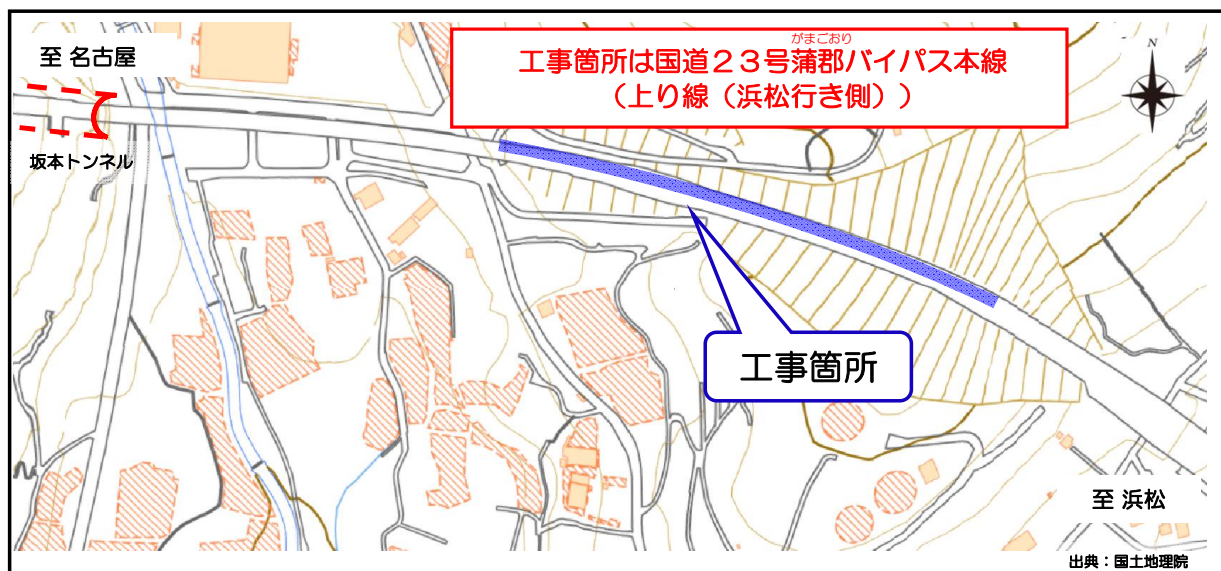 至 名古屋
がまごおり
工事箇所は国道２３号蒲郡バイパス本線
（上り線（浜松行き側））
N
坂本トンネル
工事箇所
至 浜松
出典：国土地理院